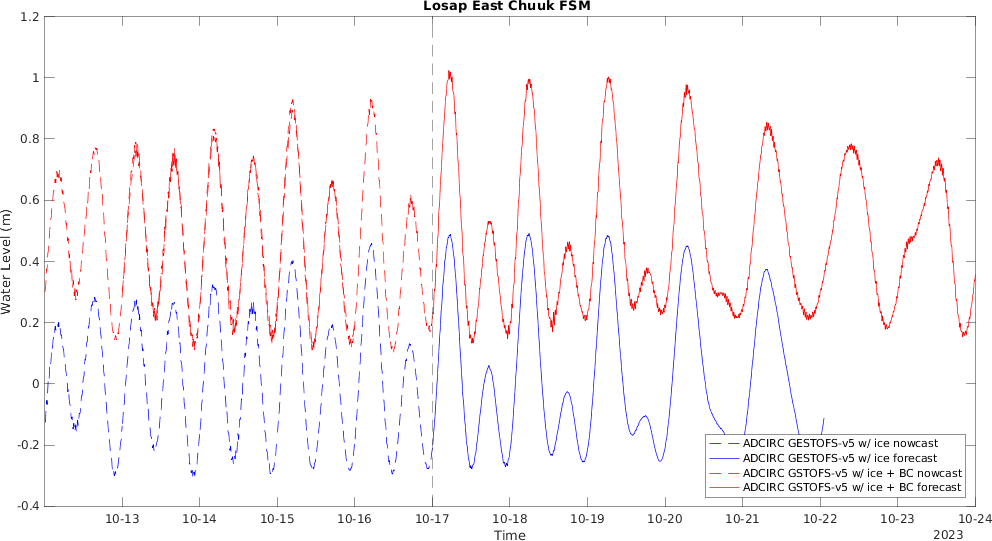 Losap East Chuuk FSM
1.2
1
0.8
0.6
0.4
0.2
0
-0.2
-0.4
Water Level (m)
10-13 10-14 10-15 10-16 10-17 10-18 10-19 10-20 10-21 10-22 10-23 10-24
Time
2023
ADCIRC GESTOFS-v5 w/ ice nowcast
ADCIRC GESTOFS-v5 w/ ice forecast
ADCIRC GSTOFS-v5 w/ ice + BC nowcast
ADCIRC GSTOFS-v5 w/ ice + BC forecast